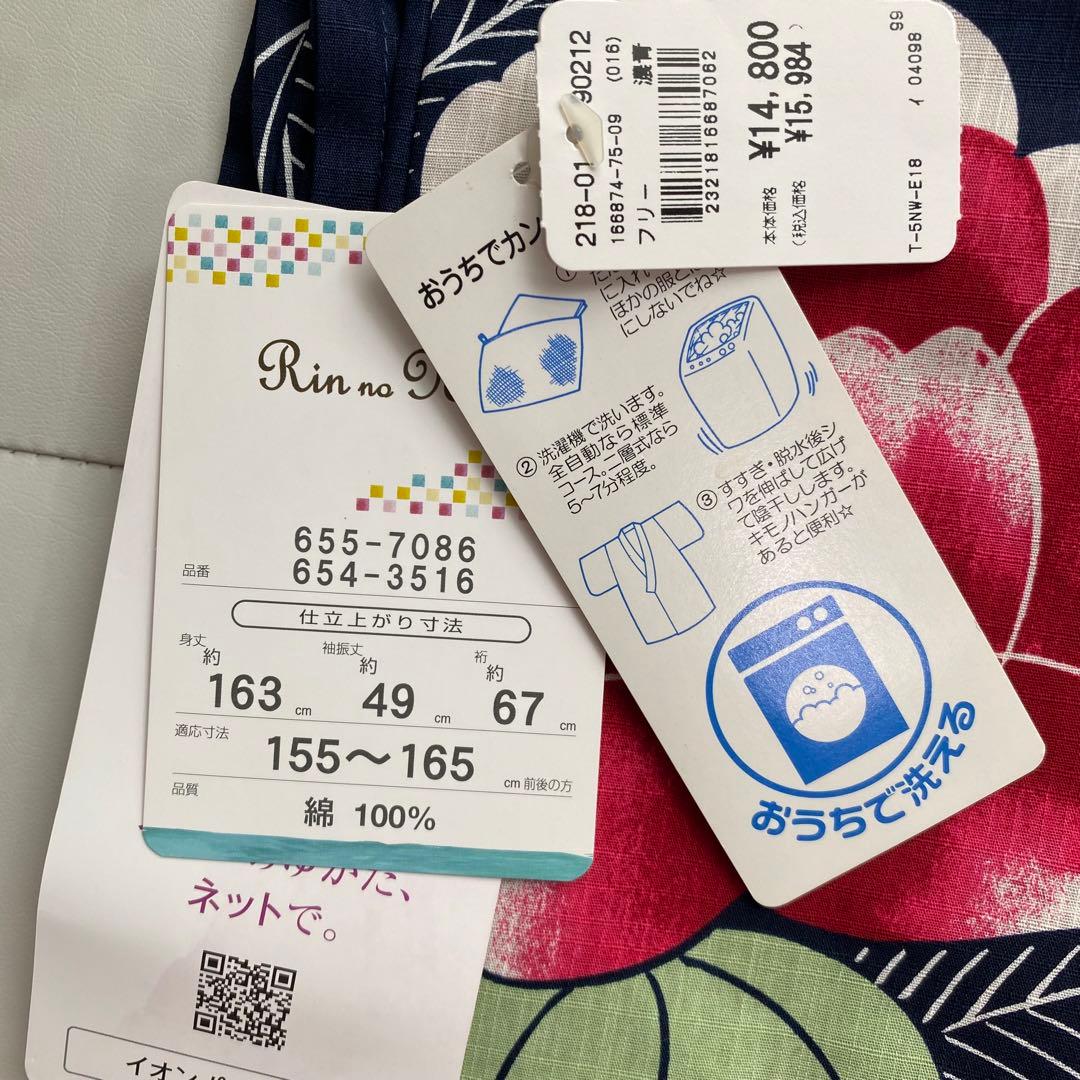 218-01 90212
166874-75-09 (016)
フリー 濃青
2321816687062
本体価格 ¥14,800
(税込価格 ¥15,984 )
T-5NW-E18 イ 04098 99
おうちでカン
に入れ
ほかの服と
にしないでね☆
② 洗濯機で洗います。
全自動なら標準
コース。二層式なら
5〜7分程度。
③ すすぎ・脱水後シ
ワを伸ばして広げ
て陰干しします。
キモノハンガーが
あると便利☆
おうちで洗える
Rin no
655-7086
品番 654-3516
仕立上がり寸法
身丈 袖振丈 裄
約 約 約
163 cm 49 cm 67 cm
適応寸法
155〜165 cm前後の方
品質
綿 100%
ゆかた、
ネットで。
イオン